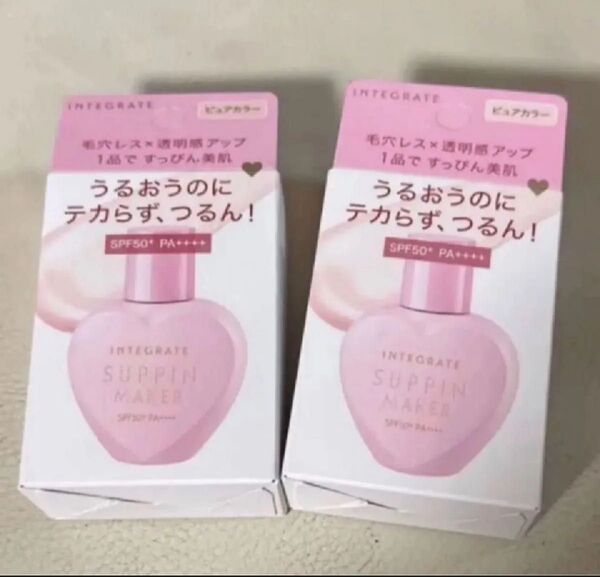 INTEGRATE
ピュアカラー
毛穴レス×透明感アップ
1品で すっぴん美肌
うるおうのに
テカらず、つるん！
SPF50+ PA++++
INTEGRATE
SUPPIN
MAKER
SPF50+ PA++++
INTEGRATE
ピュアカラー
毛穴レス×透明感アップ
1品で すっぴん美肌
うるおうのに
テカらず、つるん！
SPF50+ PA++++
INTEGRATE
SUPPIN
MAKER
SPF50+ PA++++